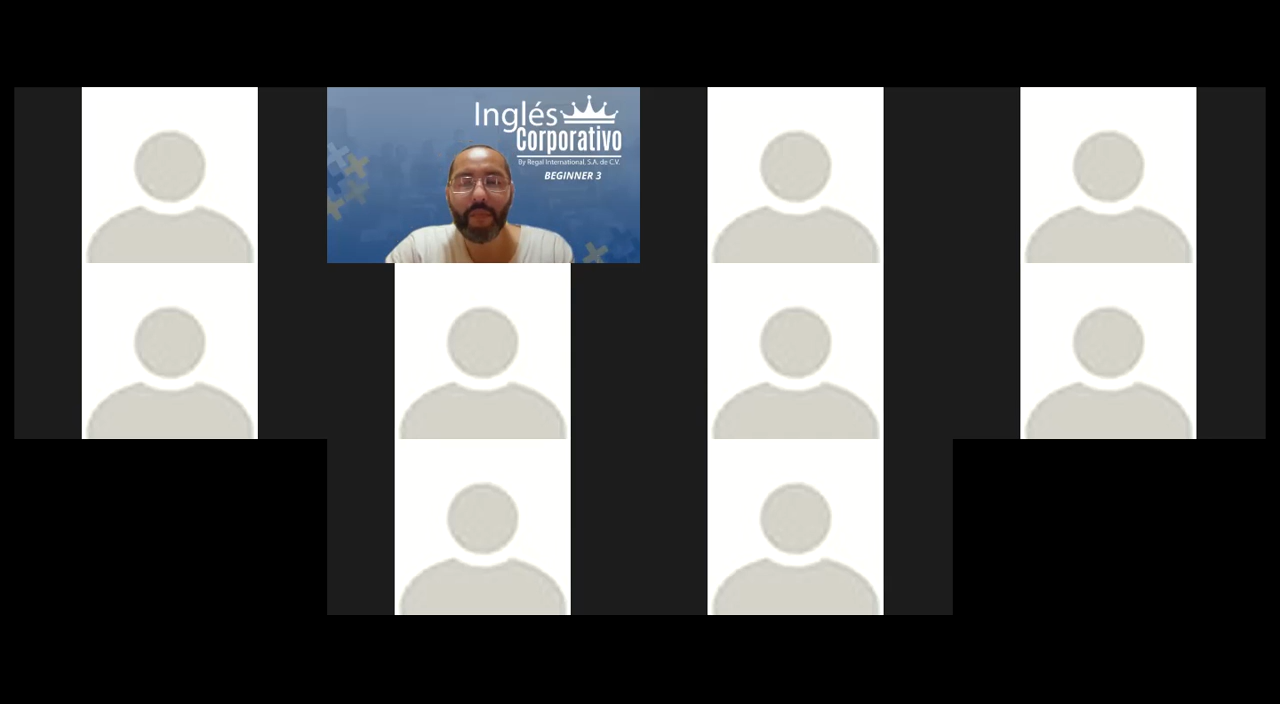 Inglés
Corporativo
By Regal International, S.A. de C.V.
BEGINNER 3